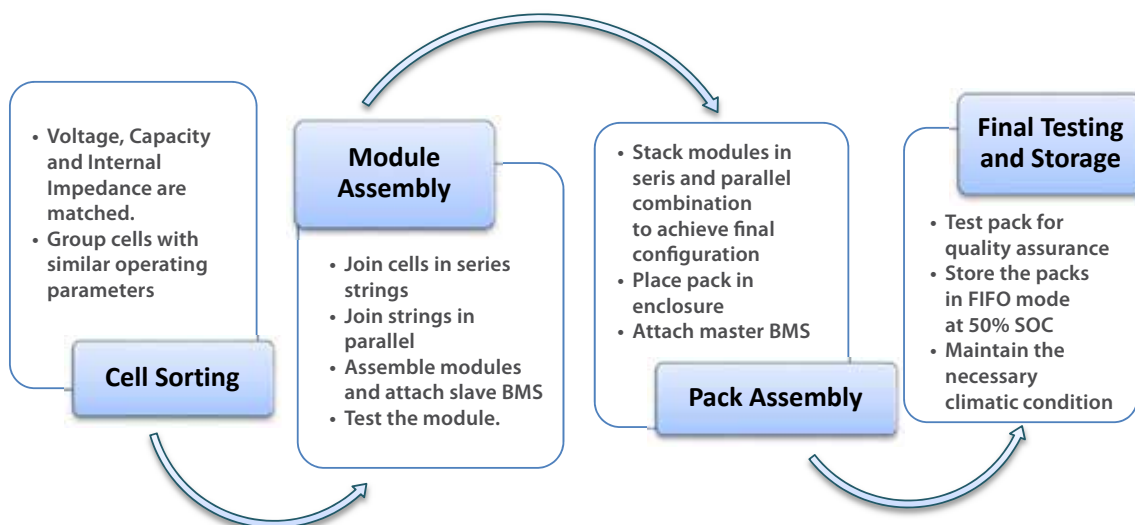 • Voltage, Capacity
and Internal
Impedance are
matched.
• Group cells with
similar operating
parameters
Cell Sorting
Module
Assembly
• Join cells in series
strings
• Join strings in
parallel
• Assemble modules
and attach slave BMS
• Test the module.
• Stack modules in
seris and parallel
combination
to achieve final
configuration
• Place pack in
enclosure
• Attach master BMS
Pack Assembly
Final Testing
and Storage
• Test pack for
quality assurance
• Store the packs
in FIFO mode
at 50% SOC
• Maintain the
necessary
climatic condition